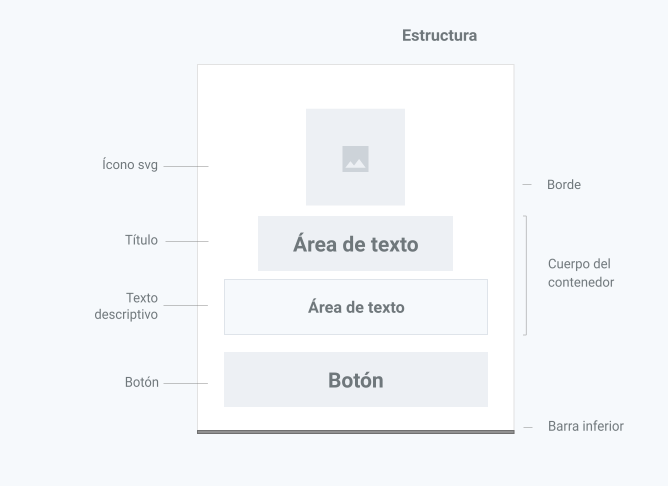 Estructura
Ícono svg
Título
Texto
descriptivo
Botón
Área de texto
Área de texto
Botón
Borde
Cuerpo del
contenedor
Barra inferior